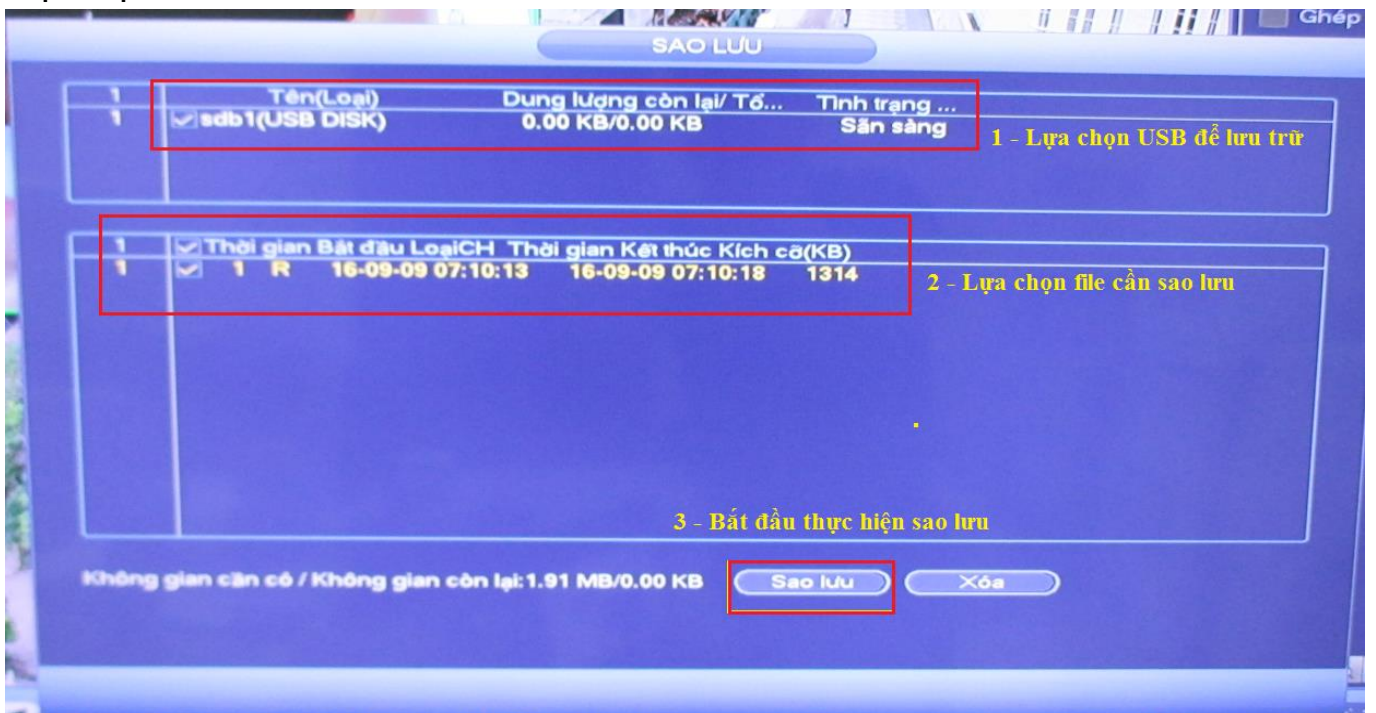 Ghép
SAO LƯU
1 Tên(Loại) Dung lượng còn lại/ Tổ... Tình trạng ...
1 sdb1(USB DISK) 0.00 KB/0.00 KB Sẵn sàng
1 - Lựa chọn USB để lưu trữ
1 Thời gian Bắt đầu LoạiCH Thời gian Kết thúc Kích cỡ(KB)
1 1 R 16-09-09 07:10:13 16-09-09 07:10:18 1314
2 - Lựa chọn file cần sao lưu
3 - Bắt đầu thực hiện sao lưu
Không gian cần có / Không gian còn lại:1.91 MB/0.00 KB Sao lưu Xóa